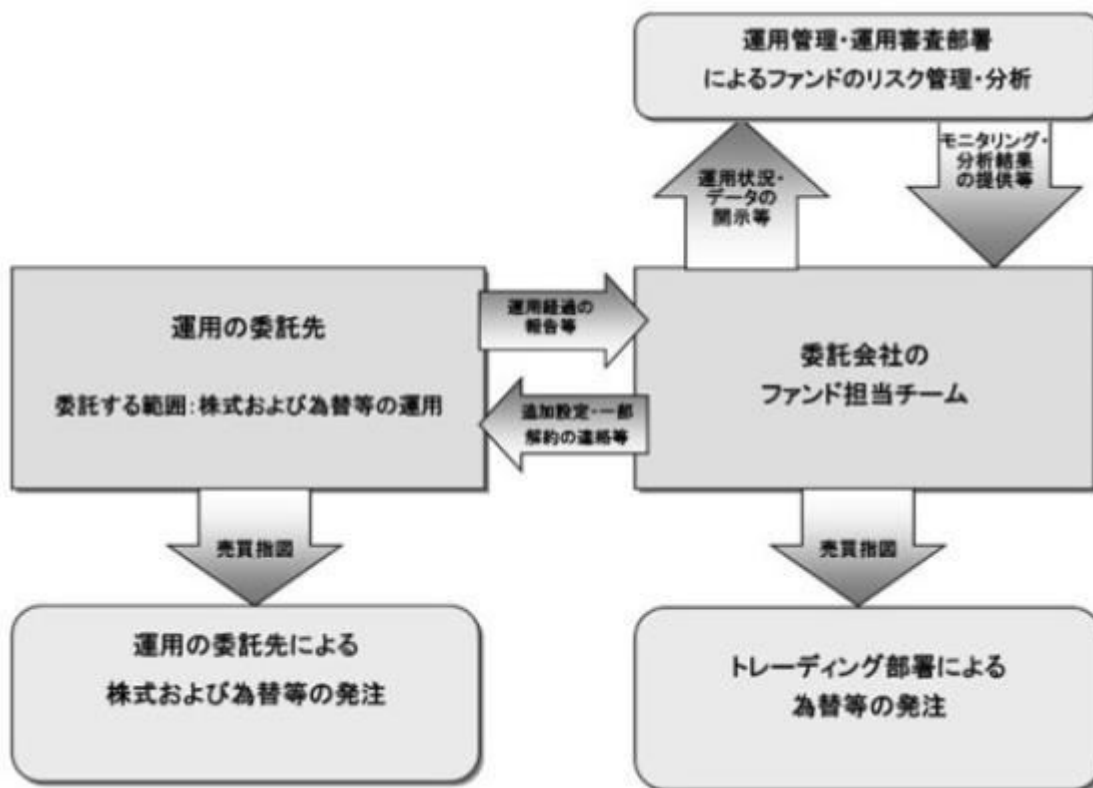 運用管理・運用審査部署
によるファンドのリスク管理・分析
運用状況・
データの
開示等
モニタリング・
分析結果
の提供等
運用の委託先
委託する範囲:株式および為替等の運用
運用経過の
報告等
追加設定・一部
解約の連絡等
委託会社の
ファンド担当チーム
売買指図
売買指図
運用の委託先による
株式および為替等の発注
トレーディング部署による
為替等の発注